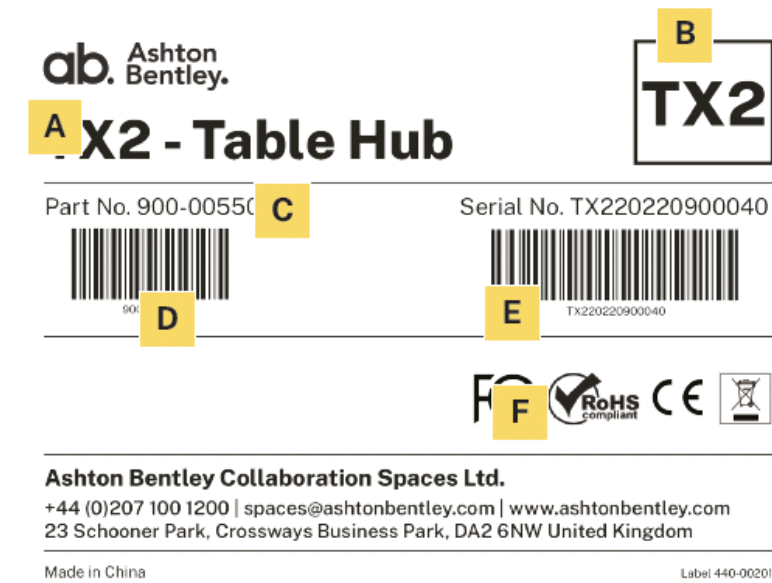 ab. Ashton
Bentley.
B
TX2
A
X2 - Table Hub
Part No. 900-00550
C
Serial No. TX220220900040
D
E
TX220220900040
F
RoHS
compliant
CE
Ashton Bentley Collaboration Spaces Ltd.
+44 (0)207 100 1200 | spaces@ashtonbentley.com | www.ashtonbentley.com
23 Schooner Park, Crossways Business Park, DA2 6NW United Kingdom
Made in China
Label 440-00201